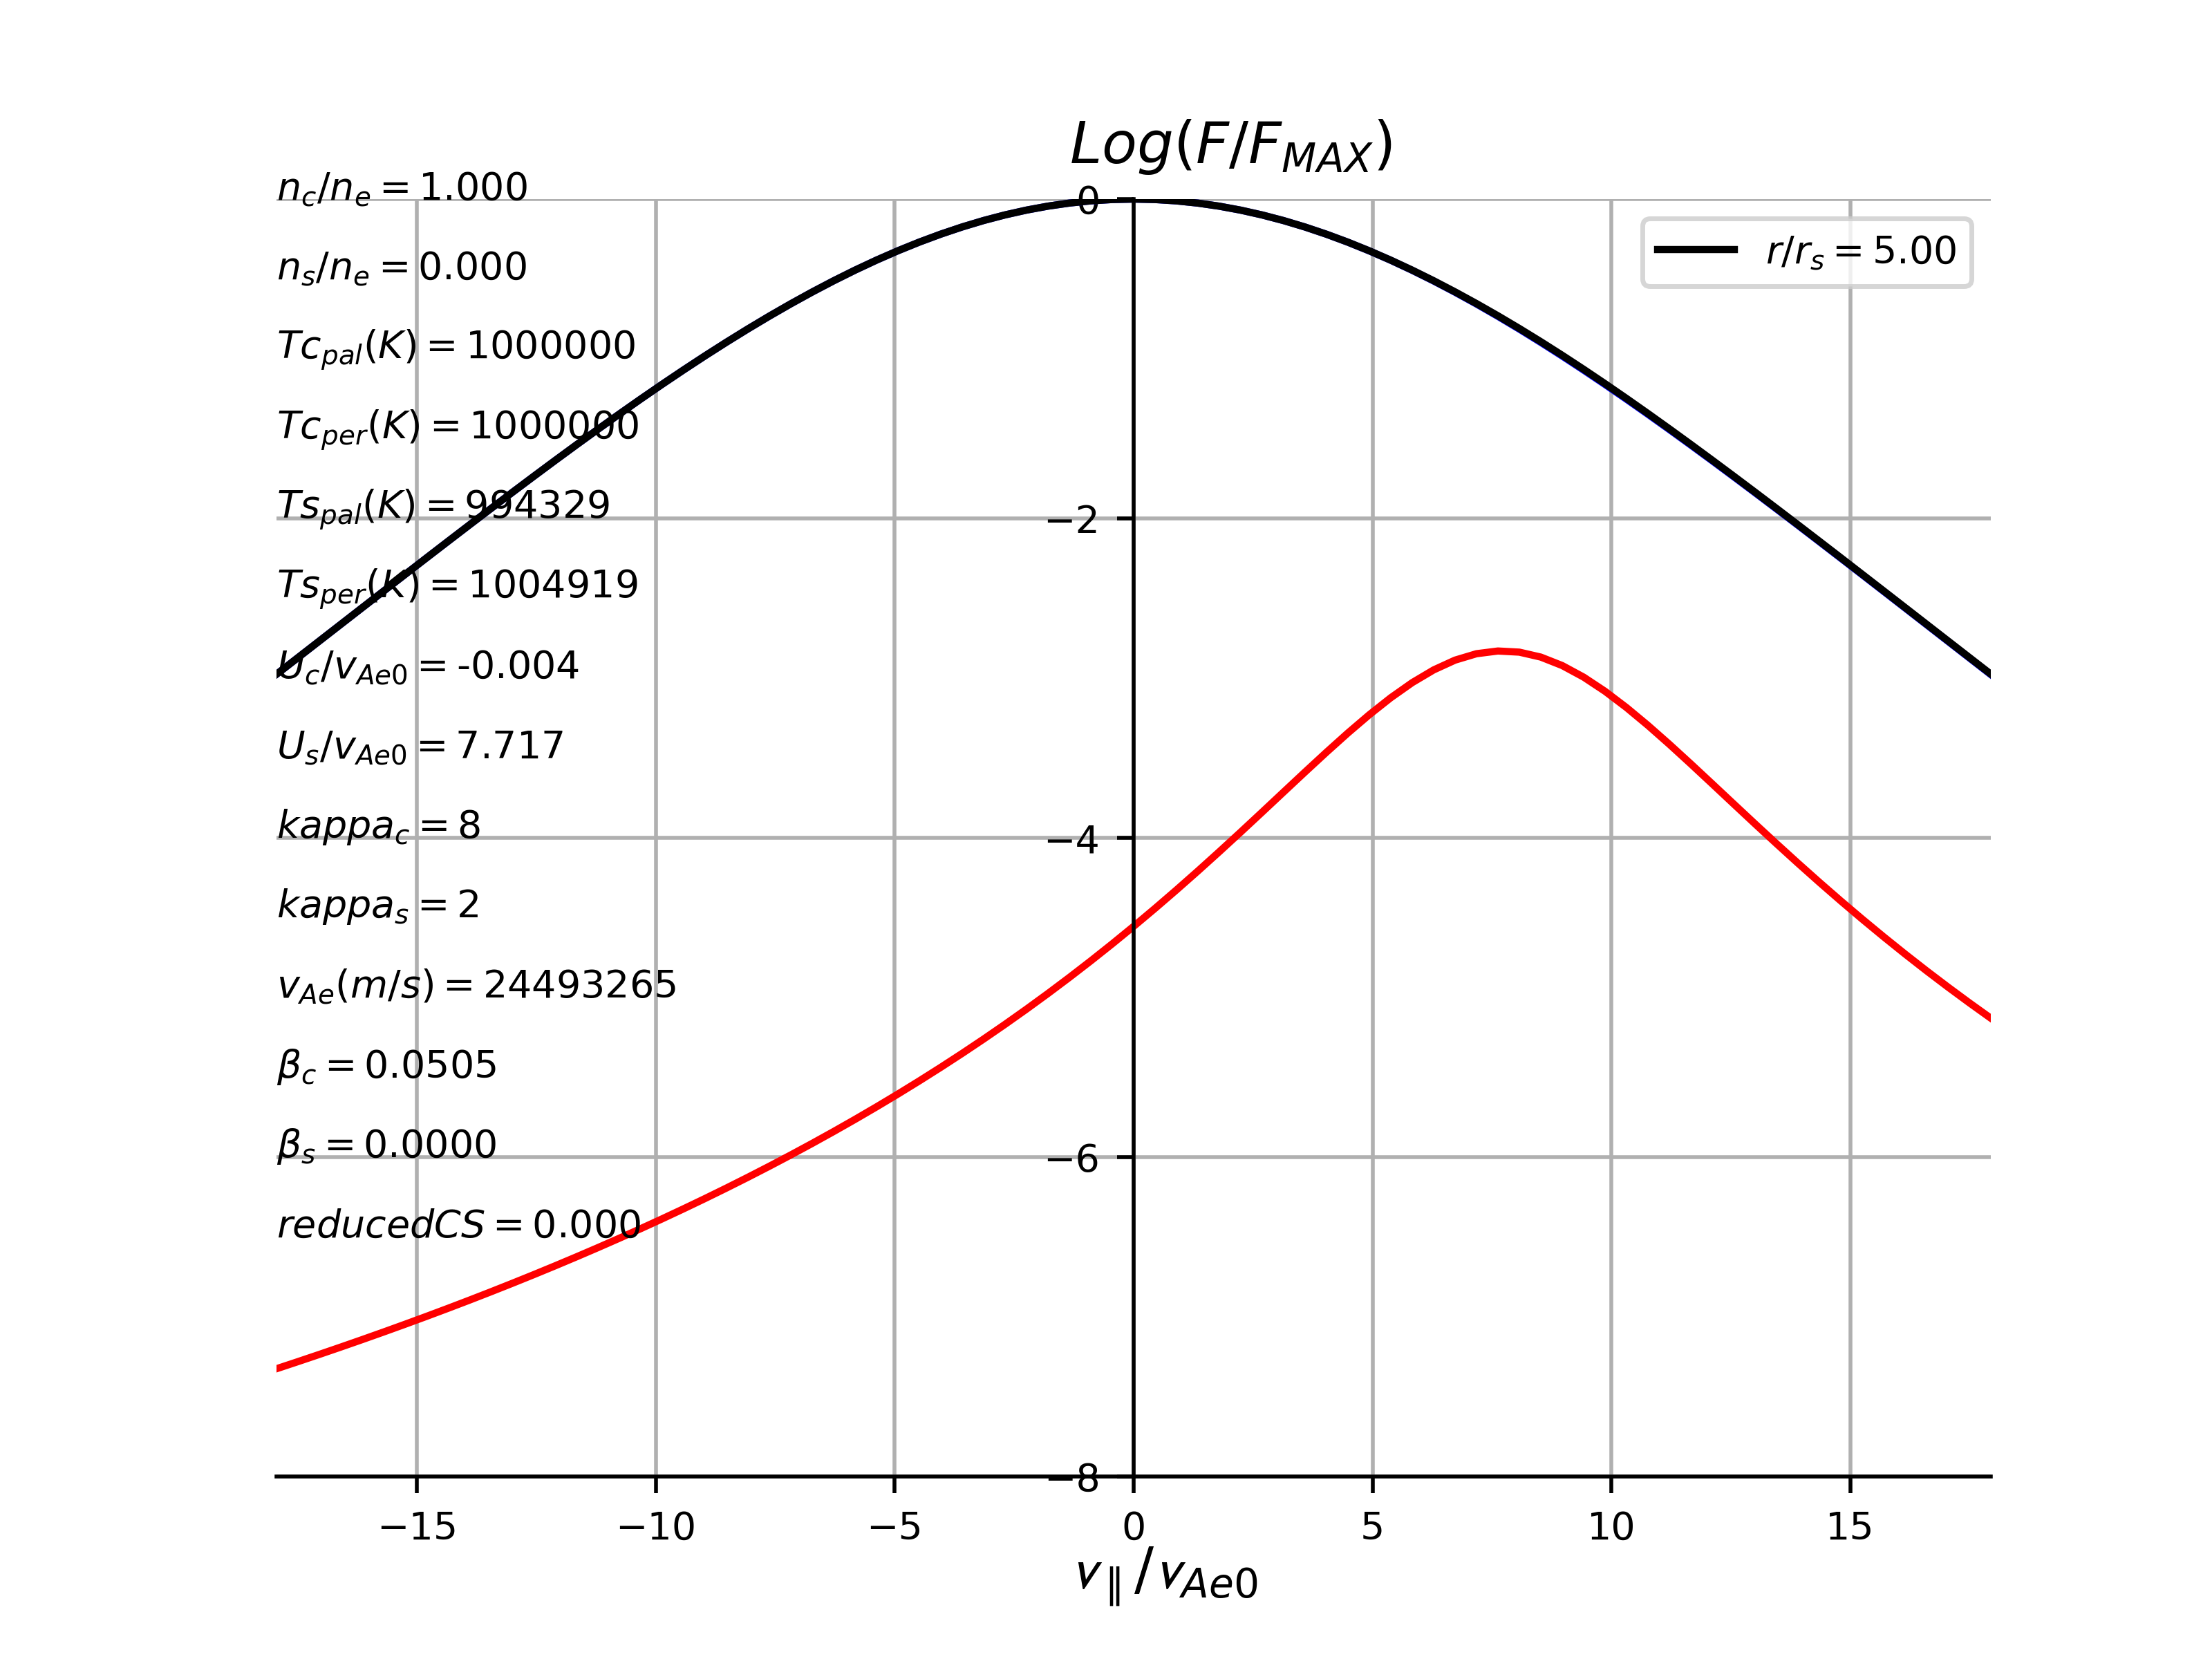 Log(F/F_MAX)
n_c/n_e = 1.000
0
n_s/n_e = 0.000
r/r_s = 5.00
Tc_pal(K) = 1000000
Tc_per(K) = 1000000
Ts_pal(K) = 994329
−2
Ts_per(K) = 1004919
U_c/v_Ae0 = -0.004
U_s/v_Ae0 = 7.717
kappa_c = 8
−4
kappa_s = 2
v_Ae(m/s) = 24493265
β_c = 0.0505
β_s = 0.0000
−6
reducedCS = 0.000
−8
−15 −10 −5 0 5 10 15
v_∥/v_Ae0